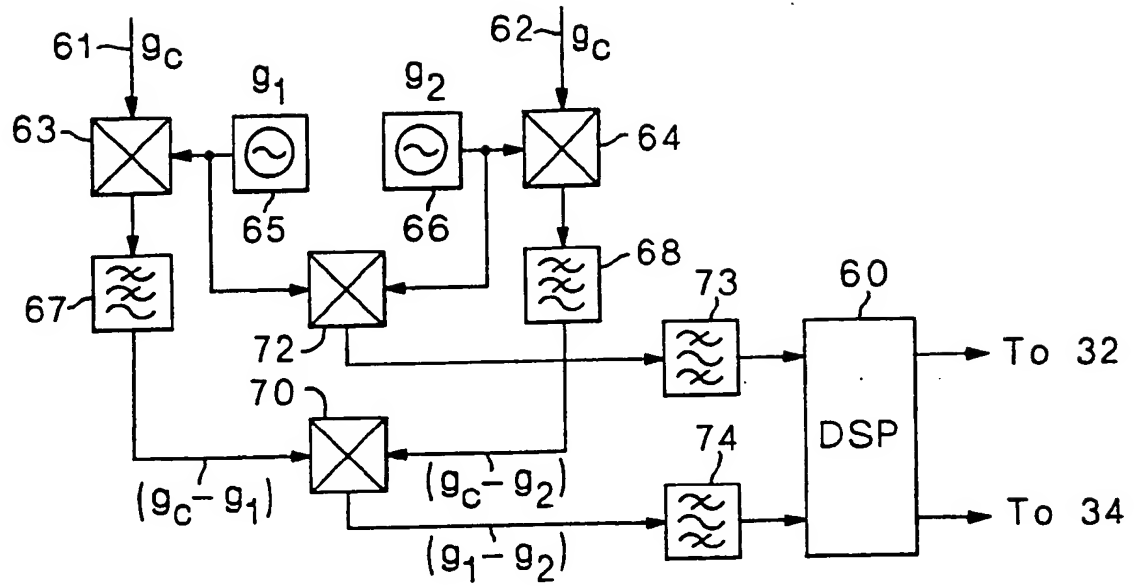 61 g_c
62 g_c
g_1
g_2
63
64
65
66
67
68
72
73
60
To 32
70
DSP
(g_c - g_1)
(g_c - g_2)
74
To 34
(g_1 - g_2)